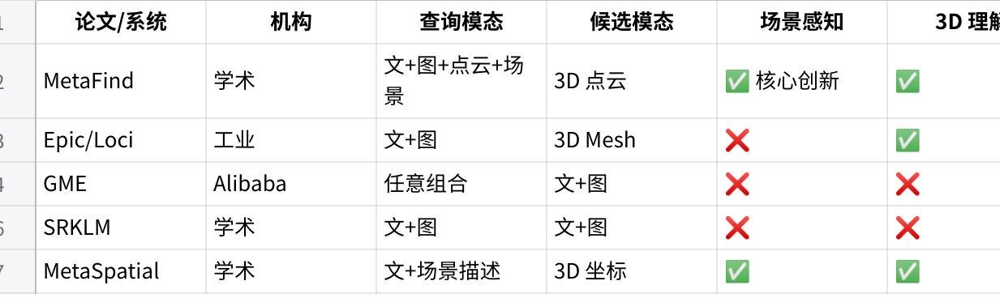 论文/系统 机构 查询模态 候选模态 场景感知 3D 理解
2 MetaFind 学术 文+图+点云+场 3D 点云 ✅ 核心创新 ✅
景
Epic/Loci 工业 文+图 3D Mesh ❌ ✅
4 GME Alibaba 任意组合 文+图 ❌ ❌
6 SRKLM 学术 文+图 文+图 ❌ ❌
7 MetaSpatial 学术 文+场景描述 3D 坐标 ✅ ✅